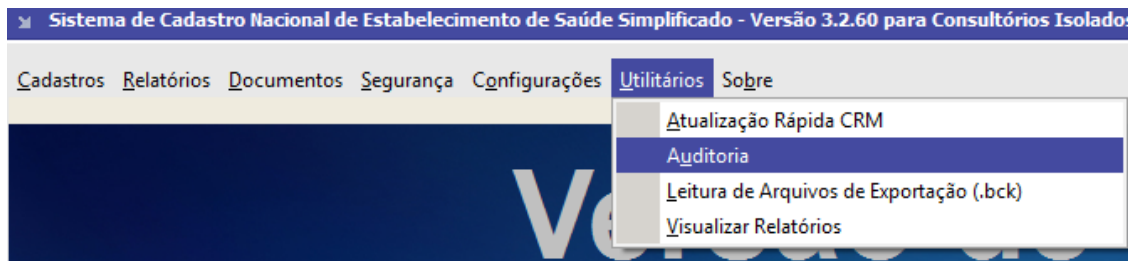 Sistema de Cadastro Nacional de Estabelecimento de Saúde Simplificado - Versão 3.2.60 para Consultórios Isolados
Cadastros Relatórios Documentos Segurança Configurações Utilitários Sobre
Atualização Rápida CRM
Auditoria
Leitura de Arquivos de Exportação (.bck)
Visualizar Relatórios